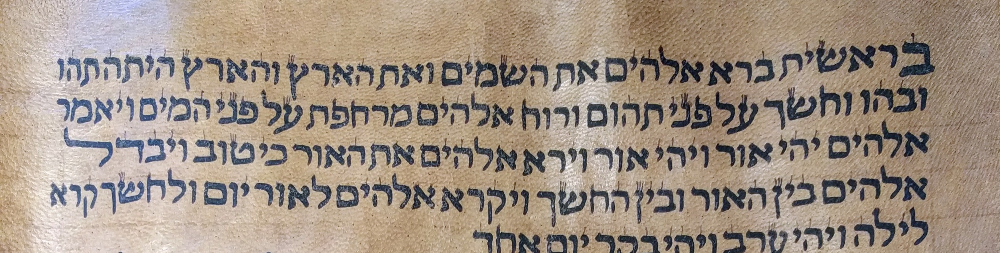 בראשית ברא אלהים את השמים ואת הארץ והארץ היתה תהו
ובהו וחשך על פני תהום ורוח אלהים מרחפת על פני המים ויאמר
אלהים יהי אור ויהי אור וירא אלהים את האור כי טוב ויבדל
אלהים בין האור ובין החשך ויקרא אלהים לאור יום ולחשך קרא
לילה ויהי ערב ויהי בקר יום אחד